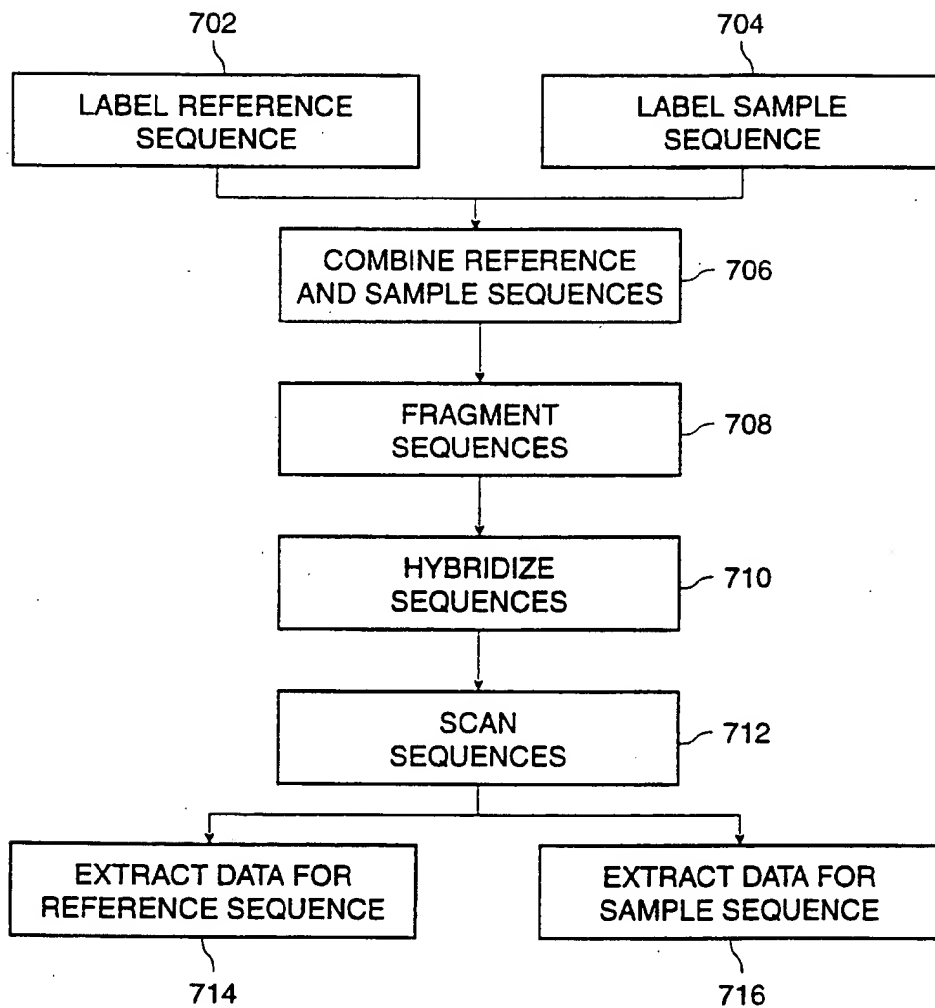 702
704
LABEL REFERENCE
SEQUENCE
LABEL SAMPLE
SEQUENCE
COMBINE REFERENCE
AND SAMPLE SEQUENCES
706
FRAGMENT
SEQUENCES
708
HYBRIDIZE
SEQUENCES
710
SCAN
SEQUENCES
712
EXTRACT DATA FOR
REFERENCE SEQUENCE
EXTRACT DATA FOR
SAMPLE SEQUENCE
714
716